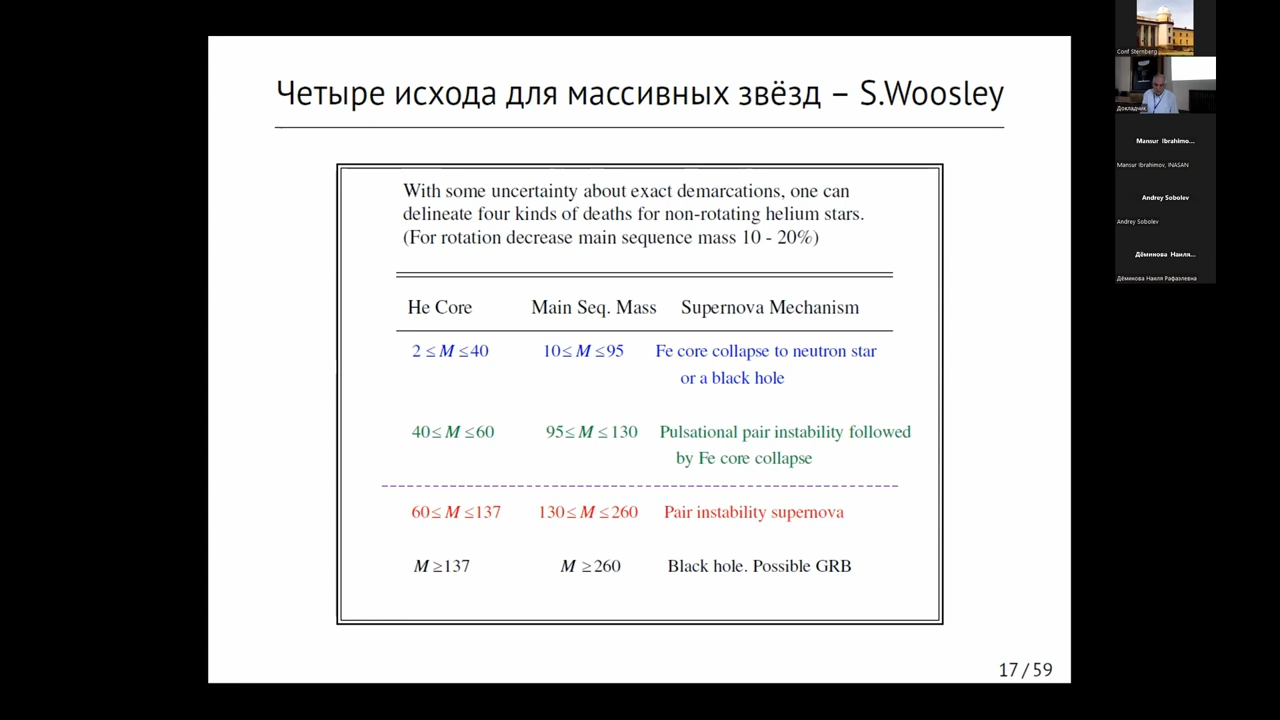 Четыре исхода для массивных звёзд – S.Woosley
With some uncertainty about exact demarcations, one can
delineate four kinds of deaths for non-rotating helium stars.
(For rotation decrease main sequence mass 10 - 20%)
He Core Main Seq. Mass Supernova Mechanism
2 ≤ M ≤40 10≤ M ≤95 Fe core collapse to neutron star
or a black hole
40≤ M ≤60 95≤ M ≤130 Pulsational pair instability followed
by Fe core collapse
60≤ M ≤137 130≤ M ≤260 Pair instability supernova
M ≥137 M ≥260 Black hole. Possible GRB
17/59
Conf Sternberg
Докладчик
Mansur Ibrahimo...
Mansur Ibrahimov, INASAN
Andrey Sobolev
Andrey Sobolev
Дёминова Наиля...
Дёминова Наиля Рафаэлевна